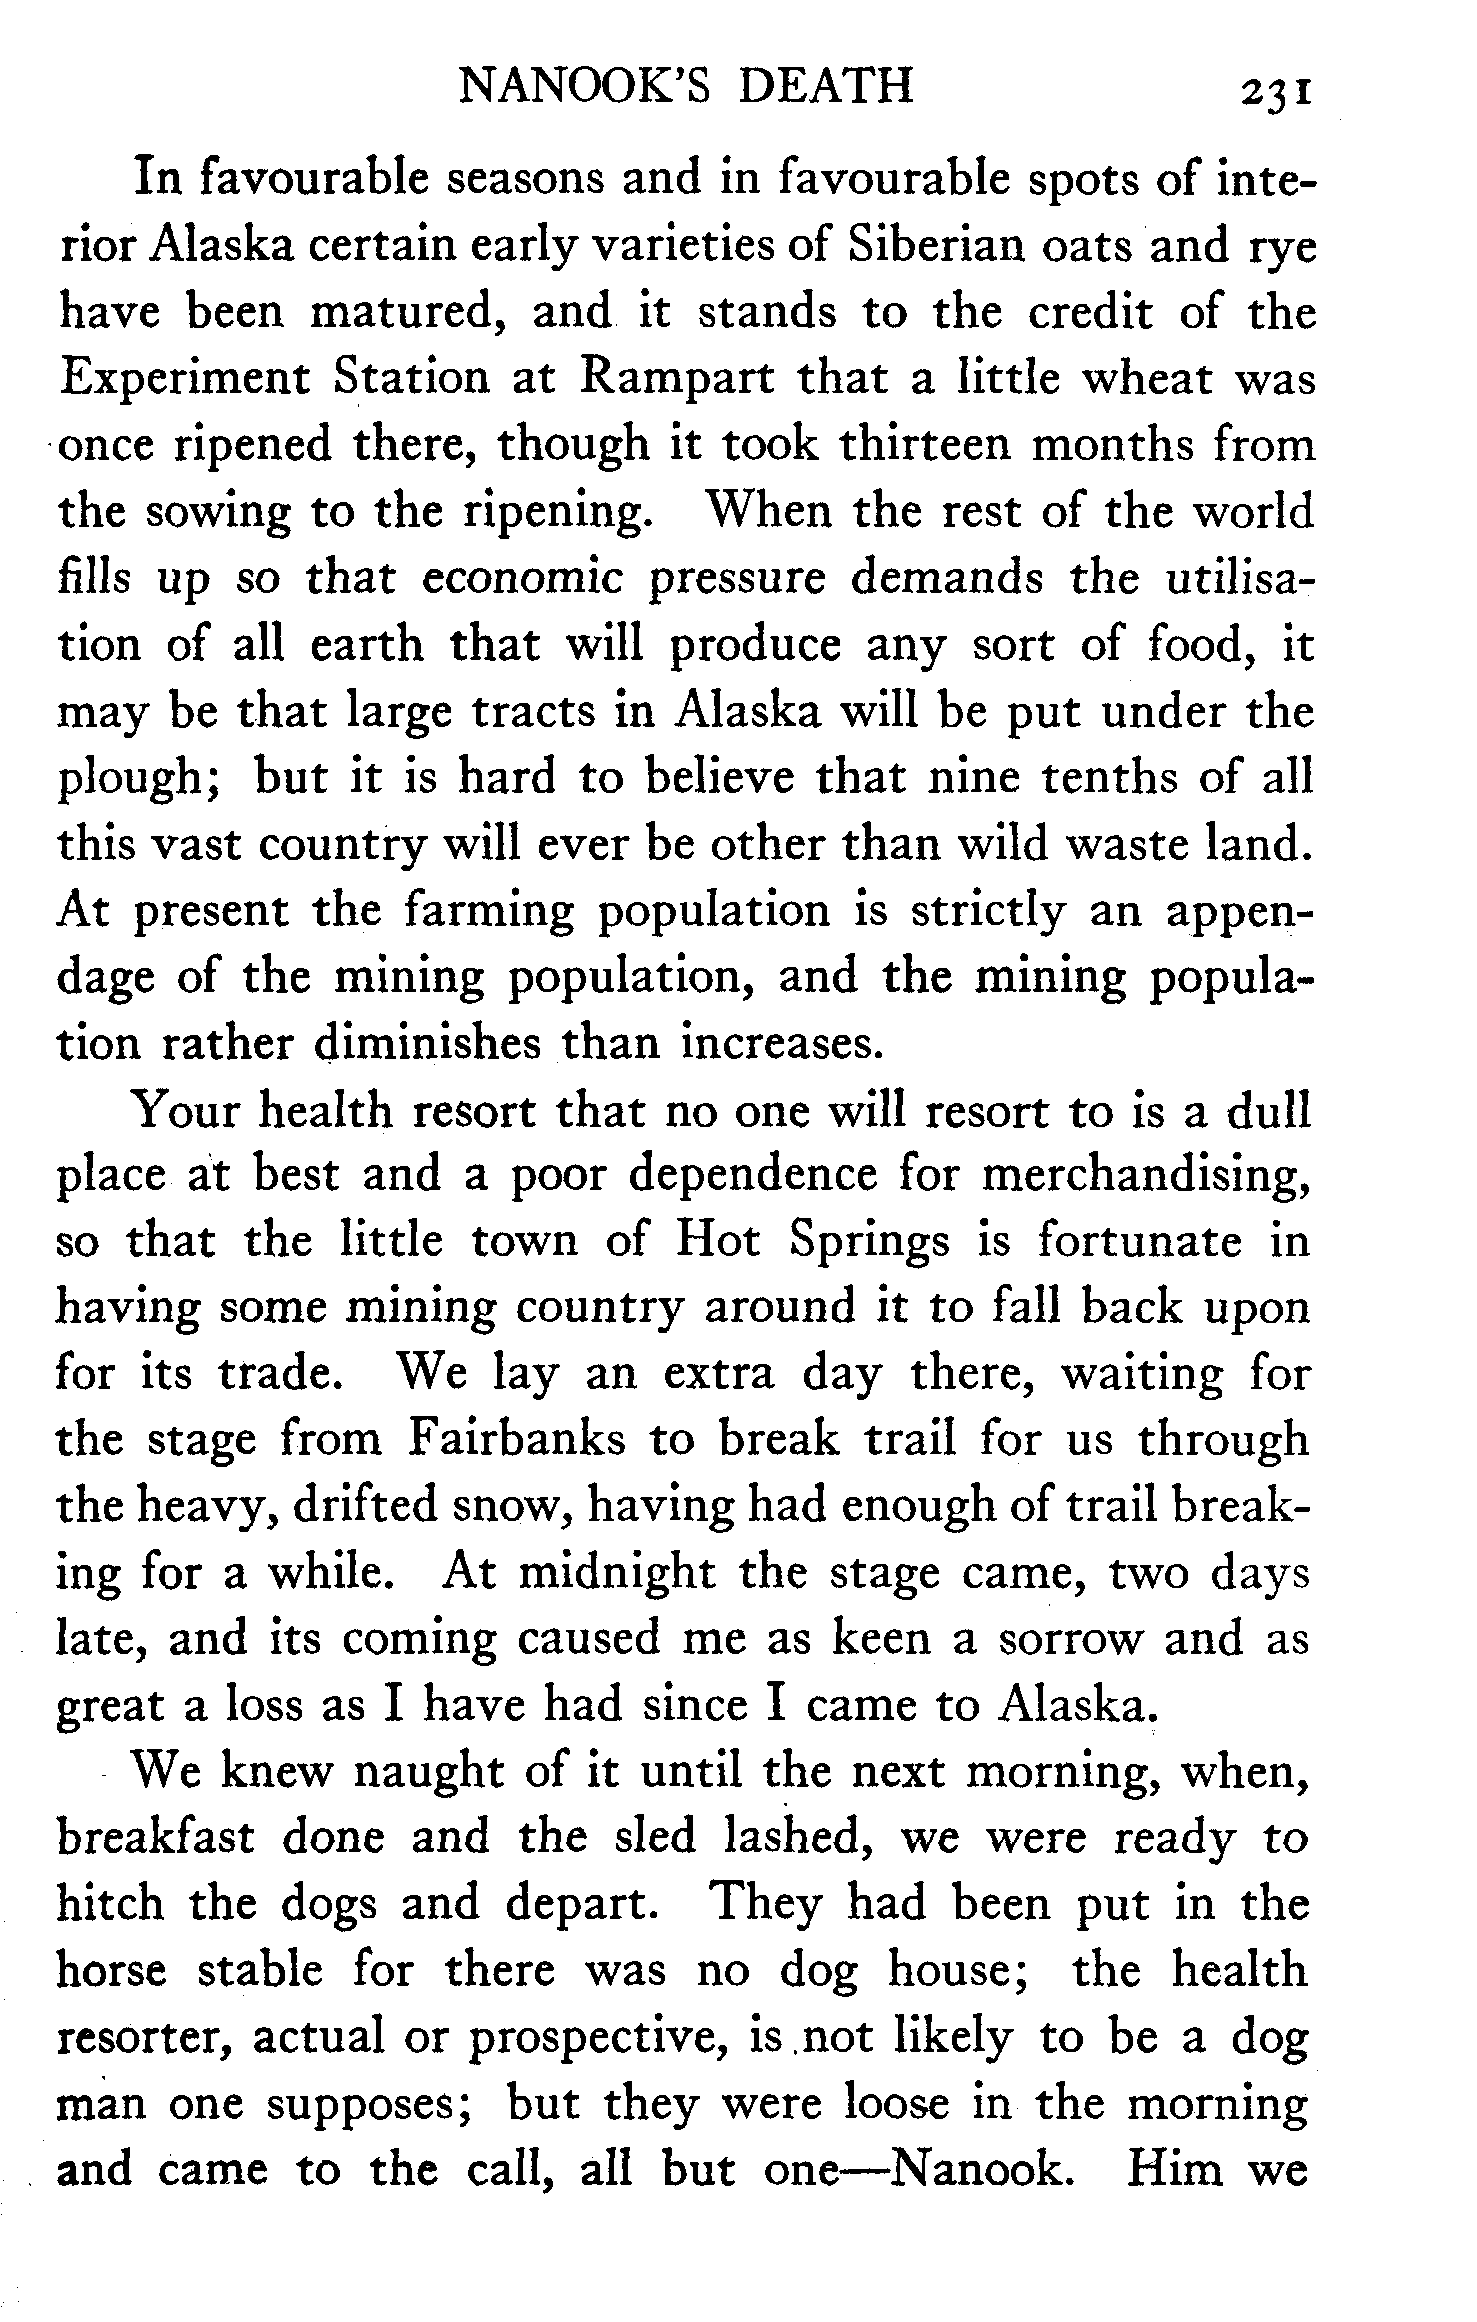 NANOOK'S DEATH 231
In favourable seasons and in favourable spots of inte-
rior Alaska certain early varieties of Siberian oats and rye
have been matured, and it stands to the credit of the
Experiment Station at Rampart that a little wheat was
once ripened there, though it took thirteen months from
the sowing to the ripening. When the rest of the world
fills up so that economic pressure demands the utilisa-
tion of all earth that will produce any sort of food, it
may be that large tracts in Alaska will be put under the
plough; but it is hard to believe that nine tenths of all
this vast country will ever be other than wild waste land.
At present the farming population is strictly an appen-
dage of the mining population, and the mining popula-
tion rather diminishes than increases.
Your health resort that no one will resort to is a dull
place at best and a poor dependence for merchandising,
so that the little town of Hot Springs is fortunate in
having some mining country around it to fall back upon
for its trade. We lay an extra day there, waiting for
the stage from Fairbanks to break trail for us through
the heavy, drifted snow, having had enough of trail break-
ing for a while. At midnight the stage came, two days
late, and its coming caused me as keen a sorrow and as
great a loss as I have had since I came to Alaska.
We knew naught of it until the next morning, when,
breakfast done and the sled lashed, we were ready to
hitch the dogs and depart. They had been put in the
horse stable for there was no dog house; the health
resorter, actual or prospective, is not likely to be a dog
man one supposes; but they were loose in the morning
and came to the call, all but one—Nanook. Him we